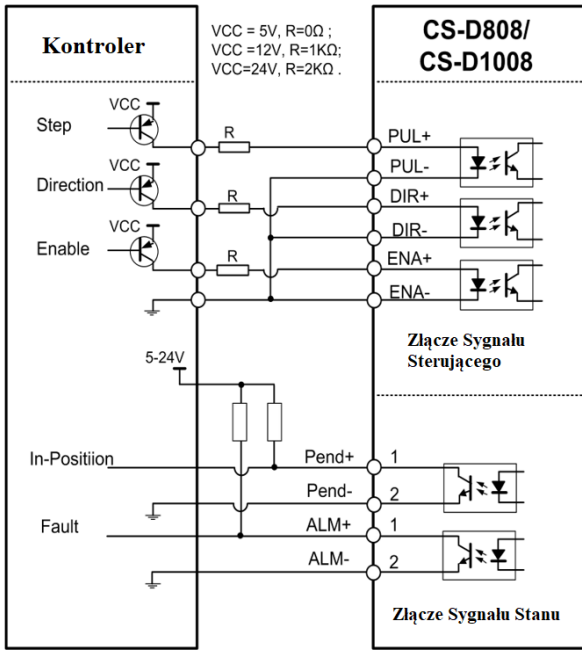 Kontroler
VCC = 5V, R=0Ω ;
VCC =12V, R=1KΩ;
VCC=24V, R=2KΩ .
CS-D808/
CS-D1008
VCC
Step
R
PUL+
VCC
PUL-
Direction
R
DIR+
VCC
DIR-
Enable
R
ENA+
ENA-
Złącze Sygnału
Sterującego
5-24V
In-Positiion
Pend+
1
Pend-
2
Fault
ALM+
1
ALM-
2
Złącze Sygnału Stanu